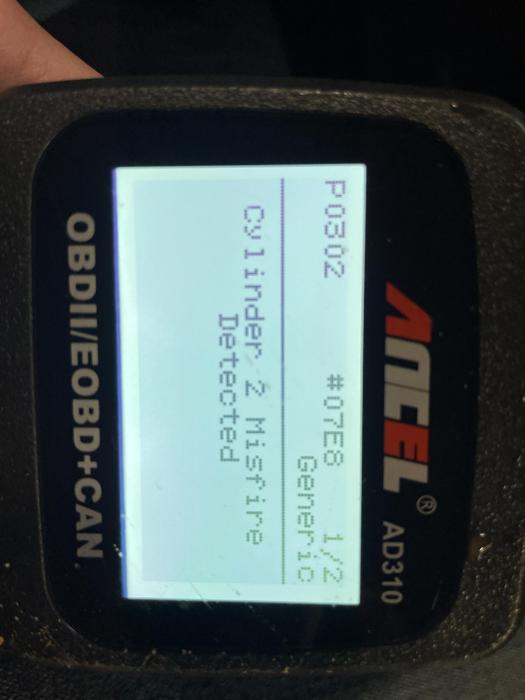 ANCEL® AD310
P0302 #07E8 1/2
Generic
Cylinder 2 Misfire
Detected
OBDII/EOBD+CAN